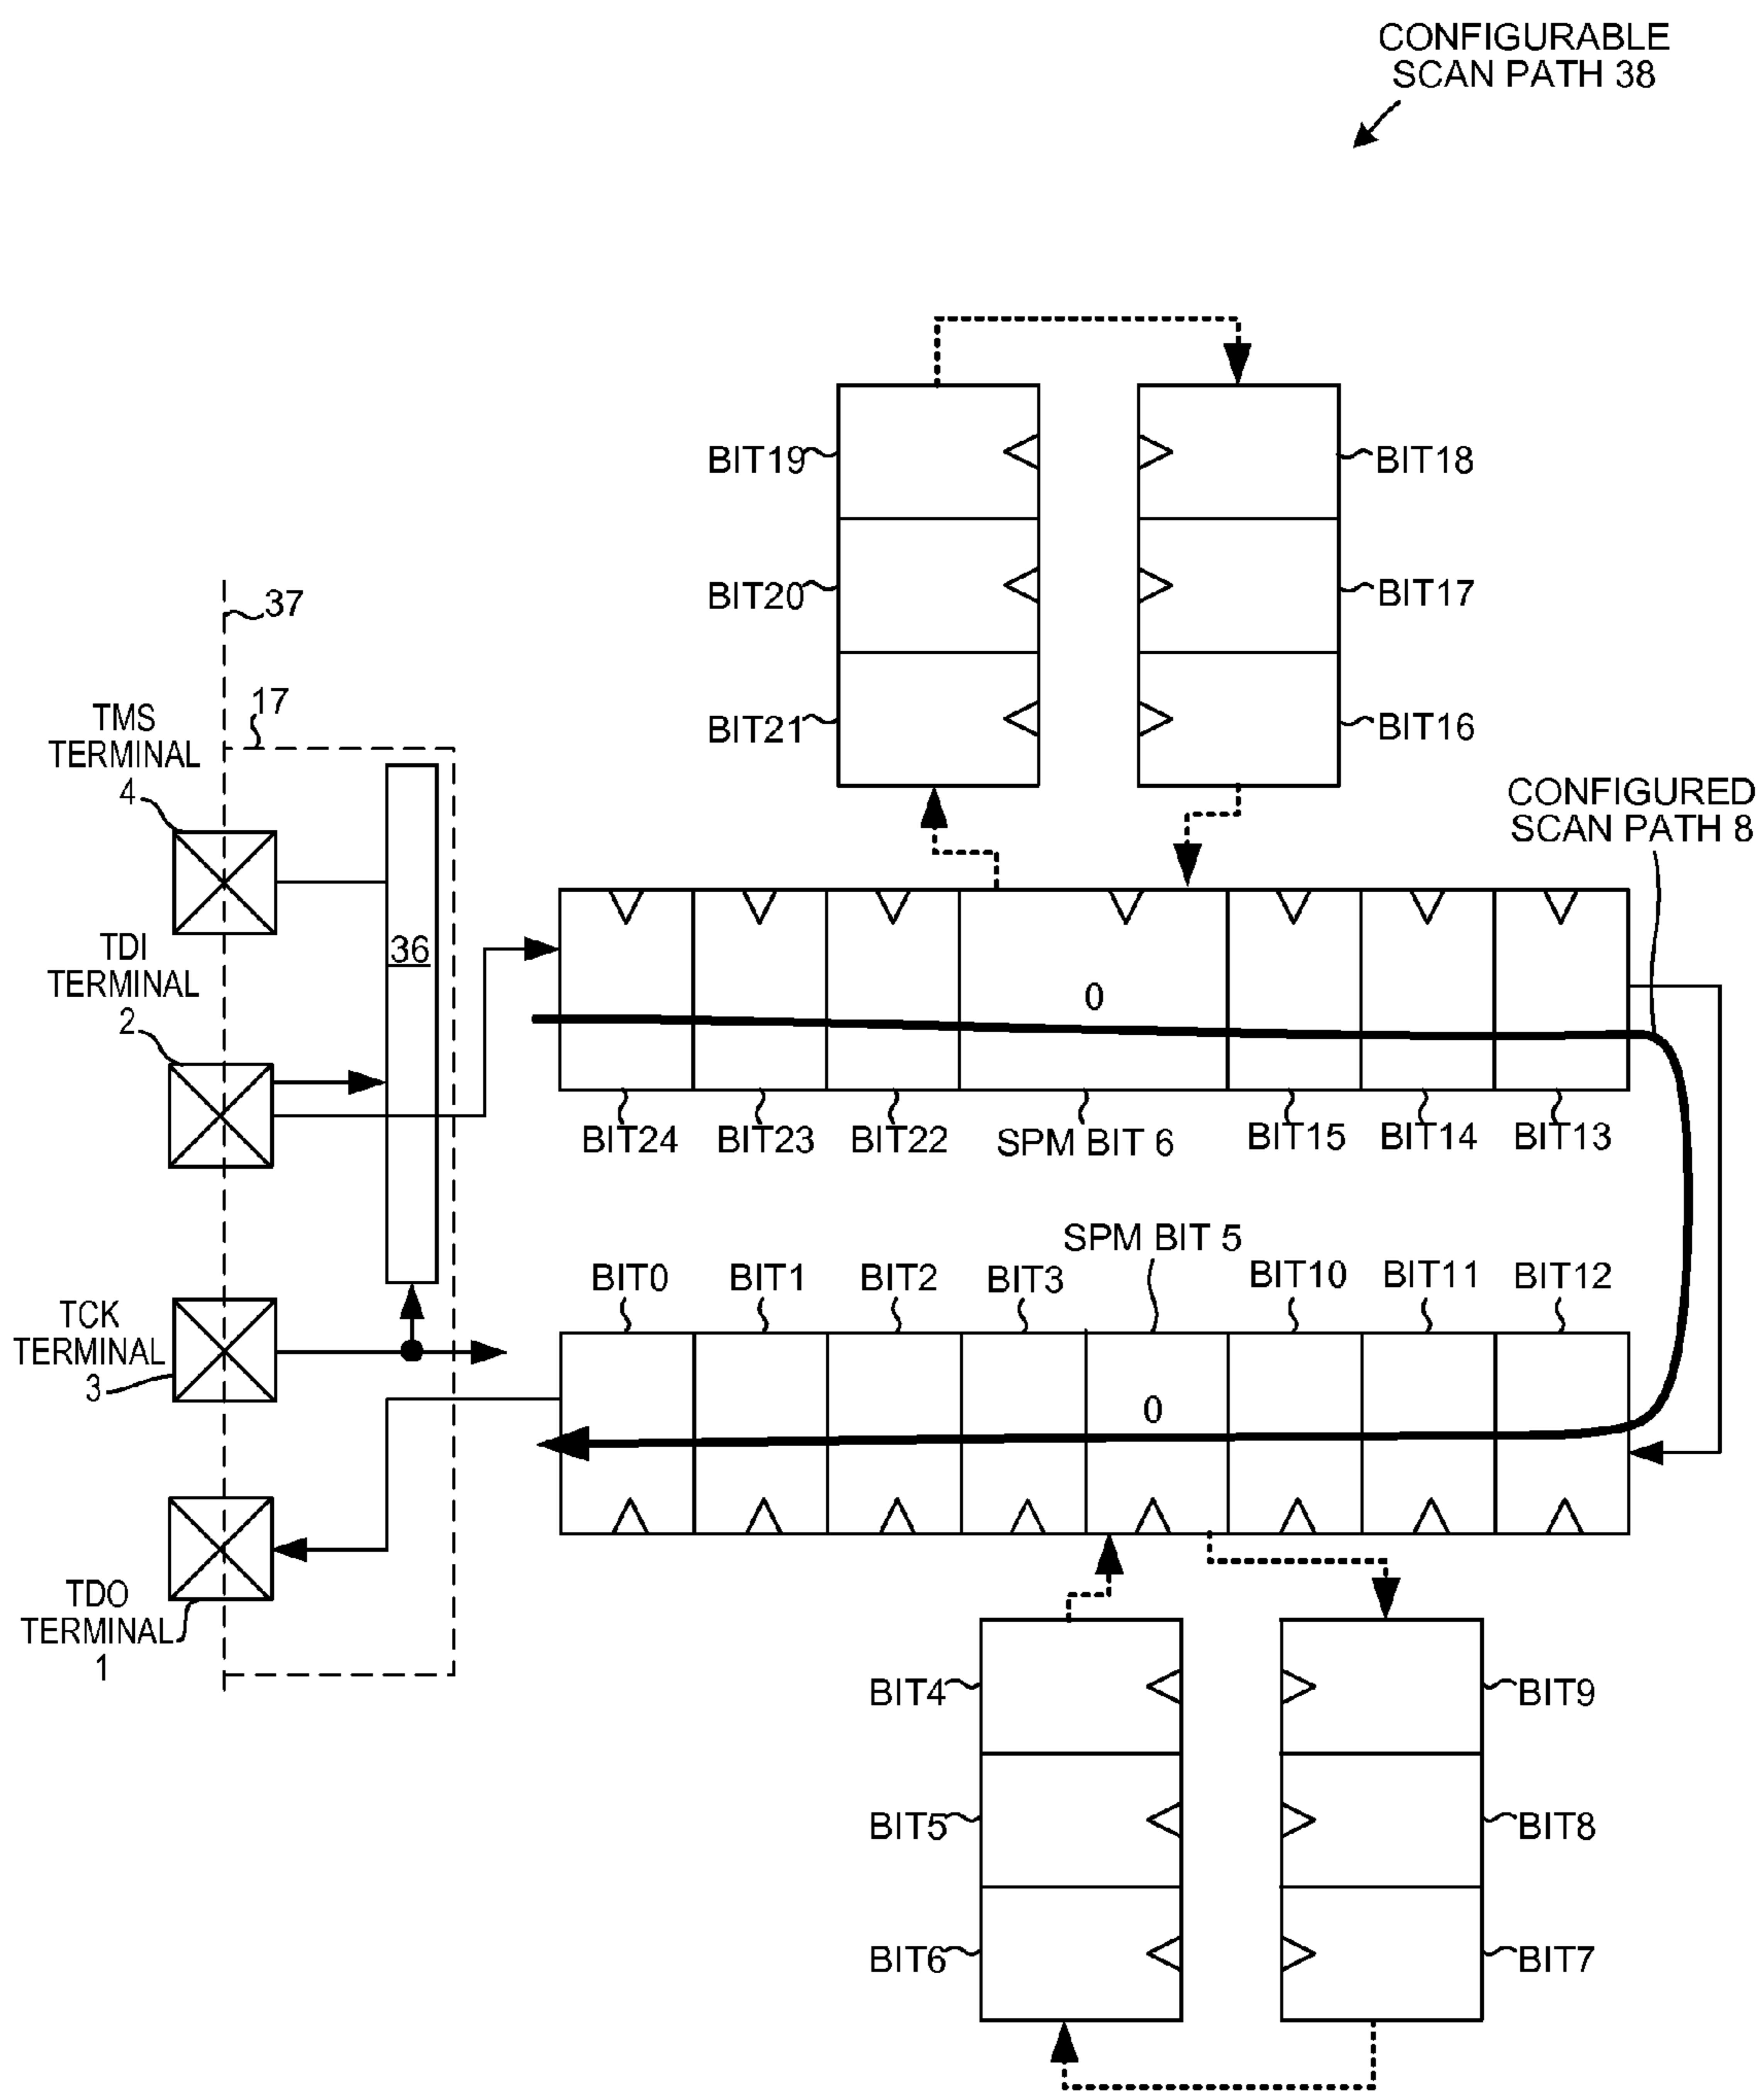 CONFIGURABLE
SCAN PATH 38
BIT19
BIT18
BIT20
BIT17
BIT21
BIT16
37
17
TMS
TERMINAL
4
CONFIGURED
SCAN PATH 8
TDI
TERMINAL
2
36
0
BIT24
BIT23
BIT22
SPM BIT 6
BIT15
BIT14
BIT13
SPM BIT 5
BIT0
BIT1
BIT2
BIT3
BIT10
BIT11
BIT12
TCK
TERMINAL
3
0
TDO
TERMINAL
1
BIT4
BIT9
BIT5
BIT8
BIT6
BIT7